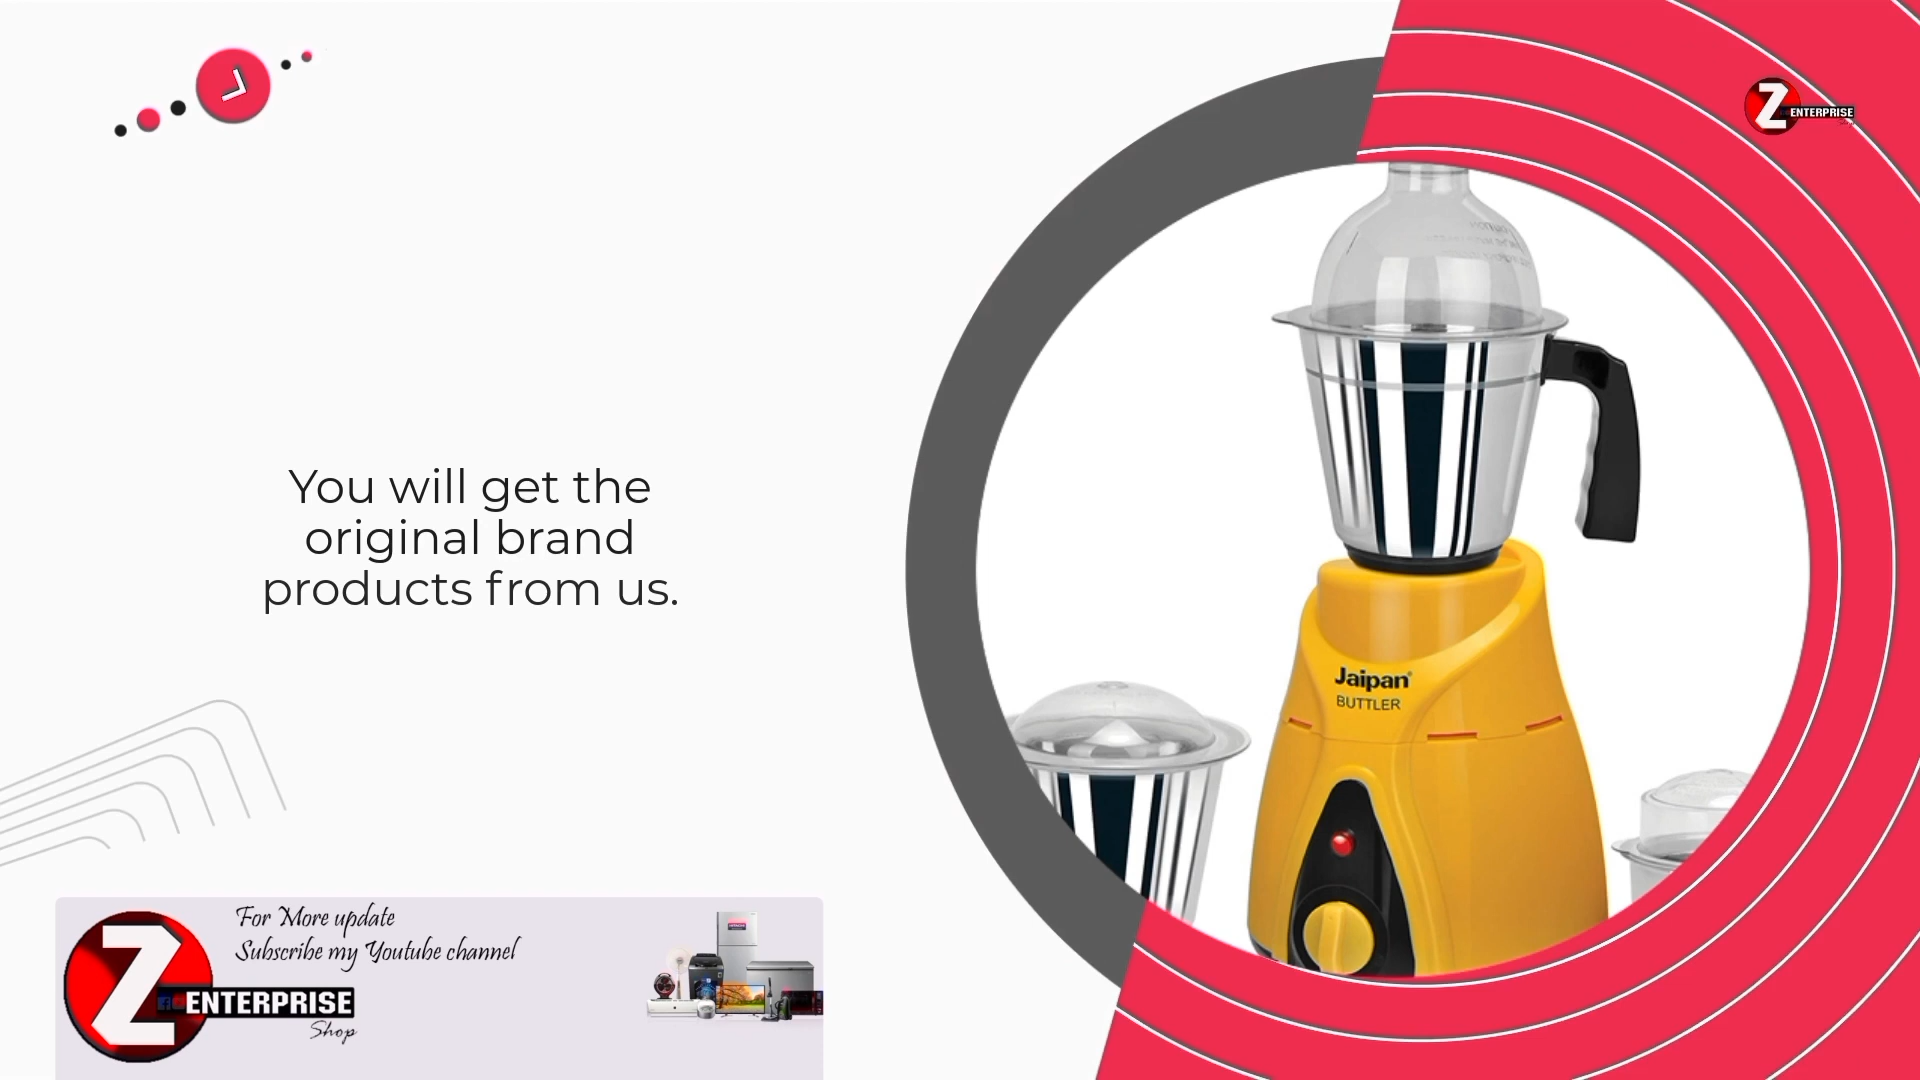 Z ENTERPRISE
You will get the
original brand
products from us.
Jaipan
BUTTLER
For More update
Subscribe my Youtube channel
Z ENTERPRISE
Shop